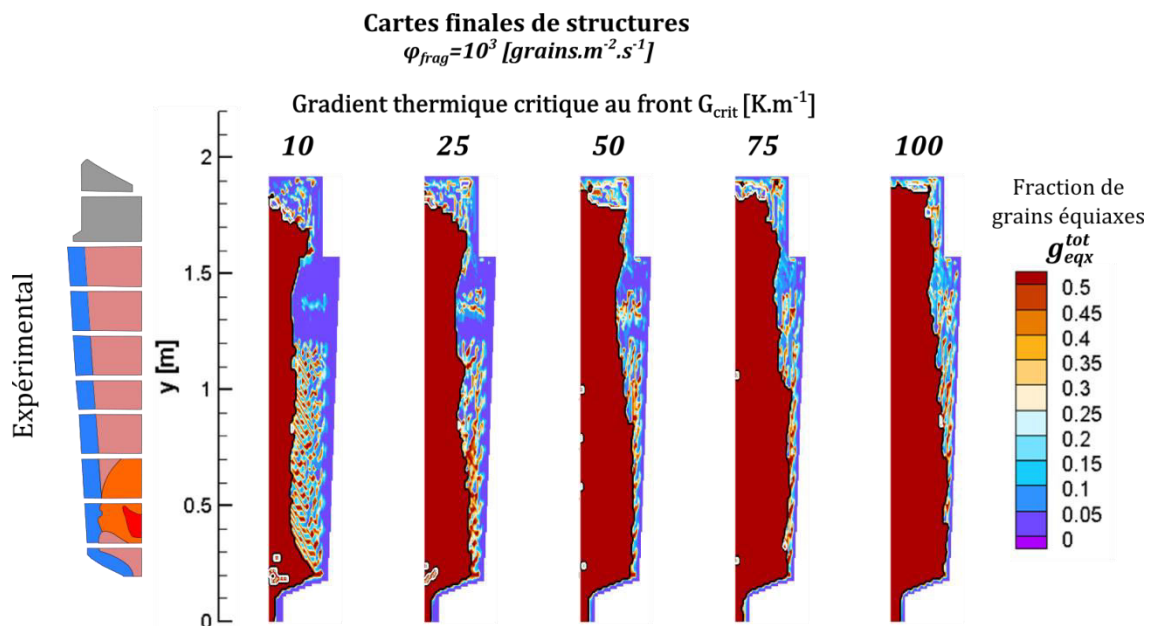 Cartes finales de structures
φfrag=10³ [grains.m⁻².s⁻¹]
Gradient thermique critique au front Gcrit [K.m⁻¹]
10 25 50 75 100
Expérimental
y [m]
2
1.5
1
0.5
0
Fraction de
grains équiaxes
g_eqx^tot
0.5
0.45
0.4
0.35
0.3
0.25
0.2
0.15
0.1
0.05
0